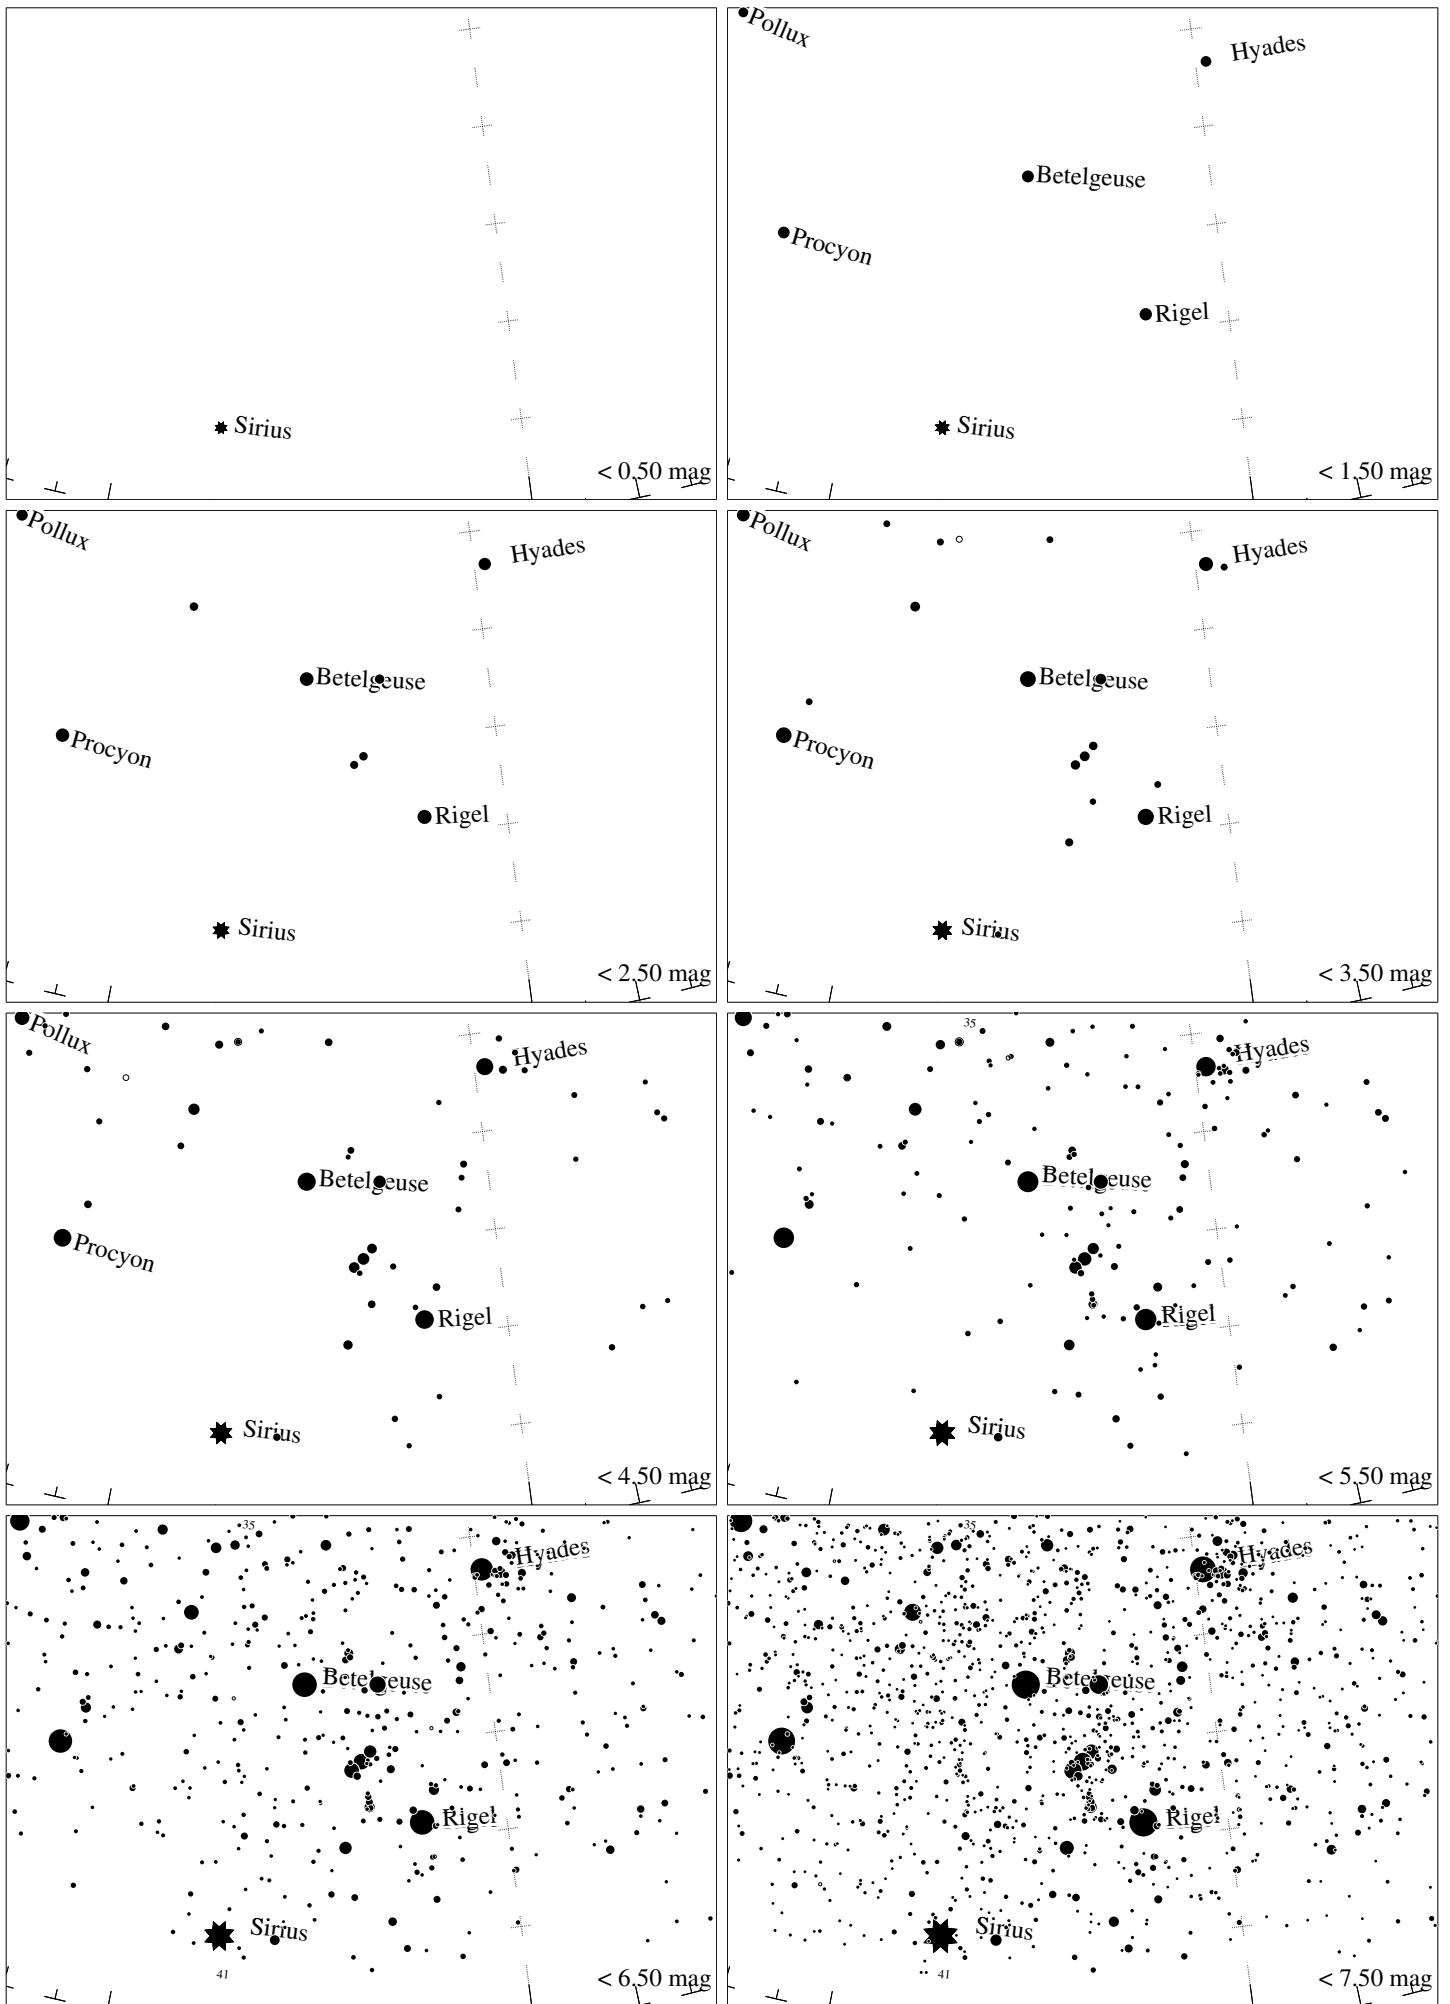 Sirius
< 0.50 mag
Pollux
Hyades
Betelgeuse
Procyon
Rigel
Sirius
< 1.50 mag
Pollux
Hyades
Betelgeuse
Procyon
Rigel
Sirius
< 2.50 mag
Pollux
Hyades
Betelgeuse
Procyon
Rigel
Sirius
< 3.50 mag
Pollux
Hyades
Betelgeuse
Procyon
Rigel
Sirius
< 4.50 mag
35
Hyades
Betelgeuse
Rigel
Sirius
< 5.50 mag
35
Hyades
Betelgeuse
Rigel
Sirius
41
< 6.50 mag
35
Hyades
Betelgeuse
Rigel
Sirius
41
< 7.50 mag